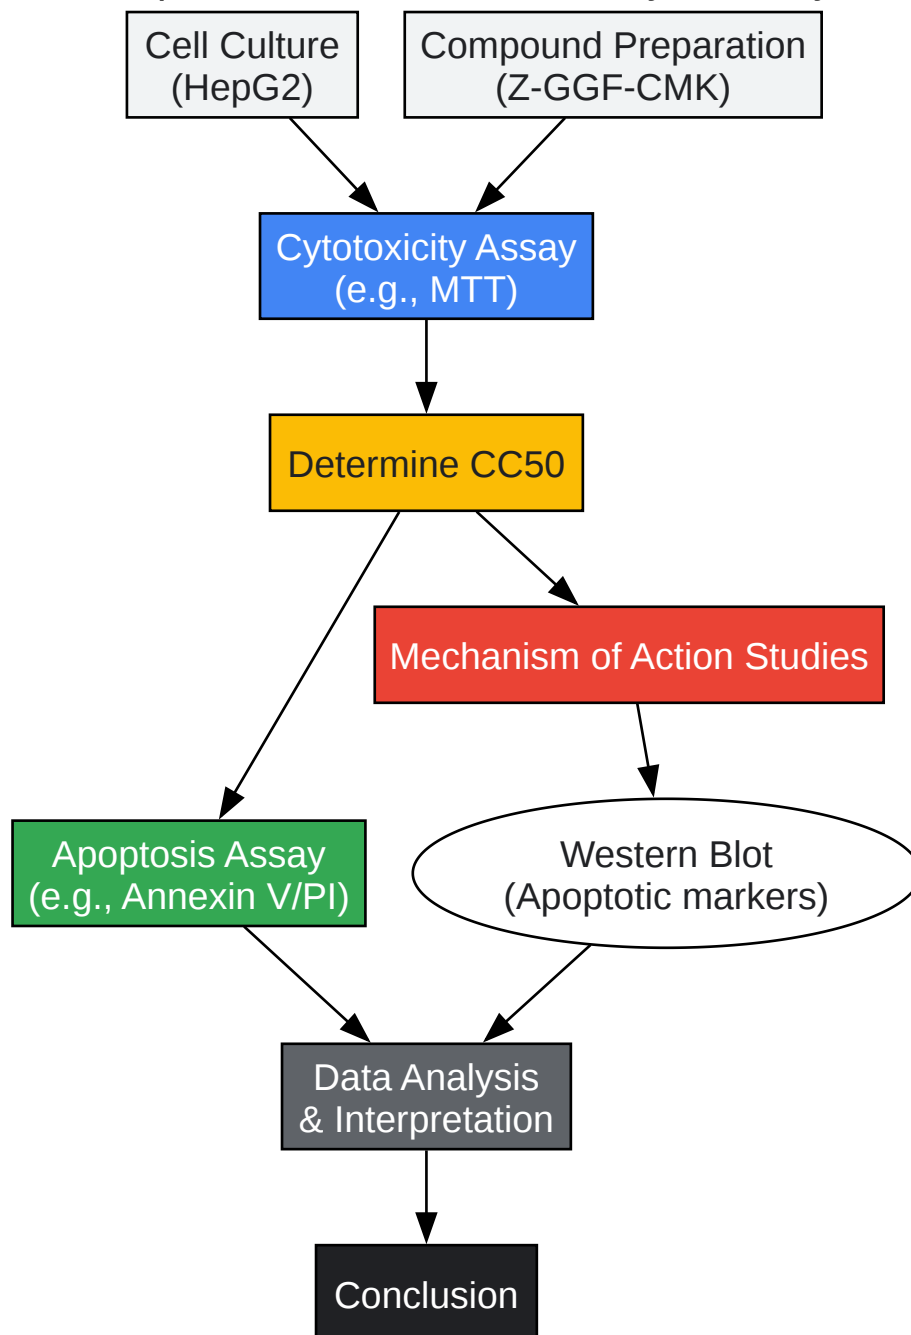 Cell Culture
(HepG2)
Compound Preparation
(Z-GGF-CMK)
Cytotoxicity Assay
(e.g., MTT)
Determine CC50
Mechanism of Action Studies
Apoptosis Assay
(e.g., Annexin V/PI)
Western Blot
(Apoptotic markers)
Data Analysis
& Interpretation
Conclusion